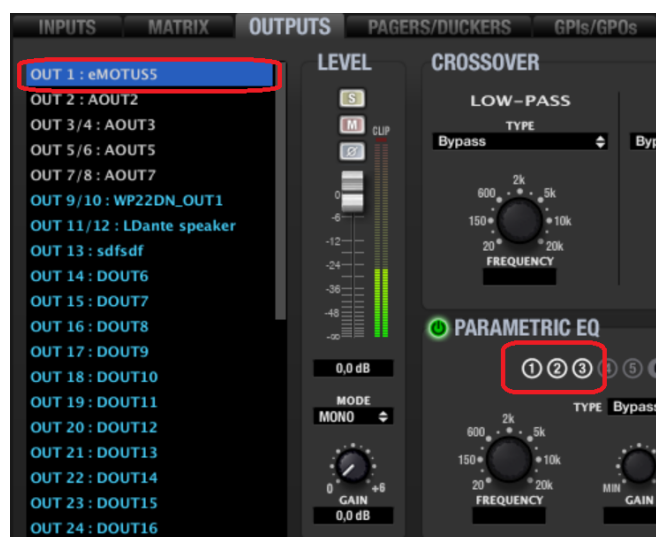 INPUTS MATRIX OUTPUTS PAGERS/DUCKERS GPIs/GPOs
OUT 1 : eMOTUS5
OUT 2 : AOUT2
OUT 3/4 : AOUT3
OUT 5/6 : AOUT5
OUT 7/8 : AOUT7
OUT 9/10 : WP22DN_OUT1
OUT 11/12 : LDante speaker
OUT 13 : sdfsdf
OUT 14 : DOUT6
OUT 15 : DOUT7
OUT 16 : DOUT8
OUT 17 : DOUT9
OUT 18 : DOUT10
OUT 19 : DOUT11
OUT 20 : DOUT12
OUT 21 : DOUT13
OUT 22 : DOUT14
OUT 23 : DOUT15
OUT 24 : DOUT16
LEVEL
S
M
CLIP
Ø
0
-6
-12
-24
-36
-48
-∞
0,0 dB
MODE
MONO
0 +6
GAIN
0,0 dB
CROSSOVER
LOW-PASS
TYPE
Bypass
2k
600 5k
150 10k
20 20k
FREQUENCY
PARAMETRIC EQ
1 2 3 4 5
TYPE Bypass
2k
600 5k
150 10k
20 20k
FREQUENCY
MIN
GAIN